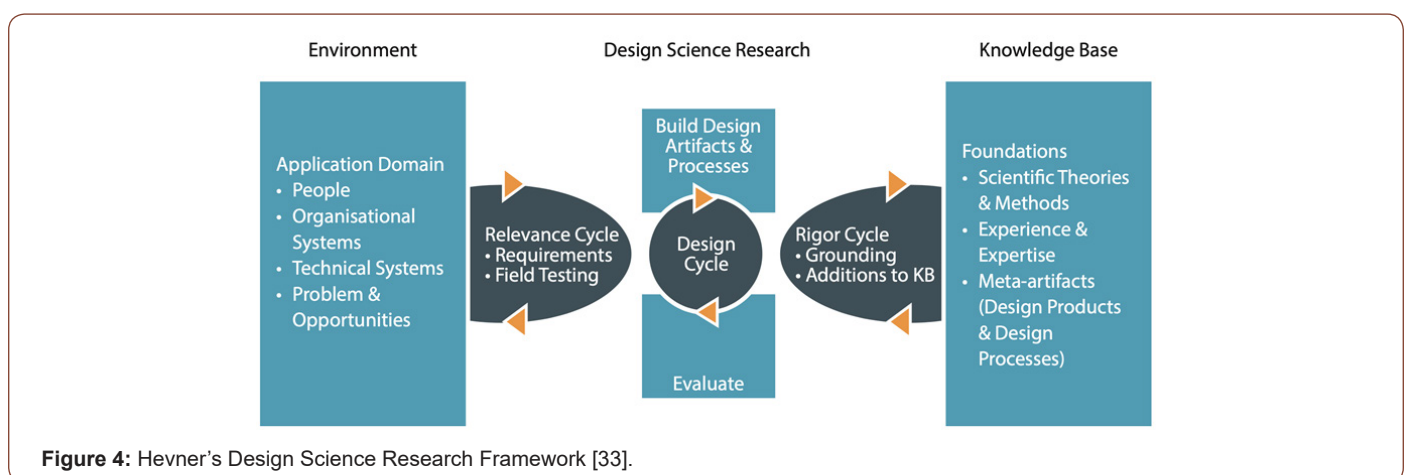 Environment
Design Science Research
Knowledge Base
Application Domain
• People
• Organisational
Systems
• Technical Systems
• Problem &
Opportunities
Relevance Cycle
• Requirements
• Field Testing
Build Design
Artifacts &
Processes
Design
Cycle
Evaluate
Rigor Cycle
• Grounding
• Additions to KB
Foundations
• Scientific Theories
& Methods
• Experience &
Expertise
• Meta-artifacts
(Design Products
& Design
Processes)
Figure 4: Hevner’s Design Science Research Framework [33].